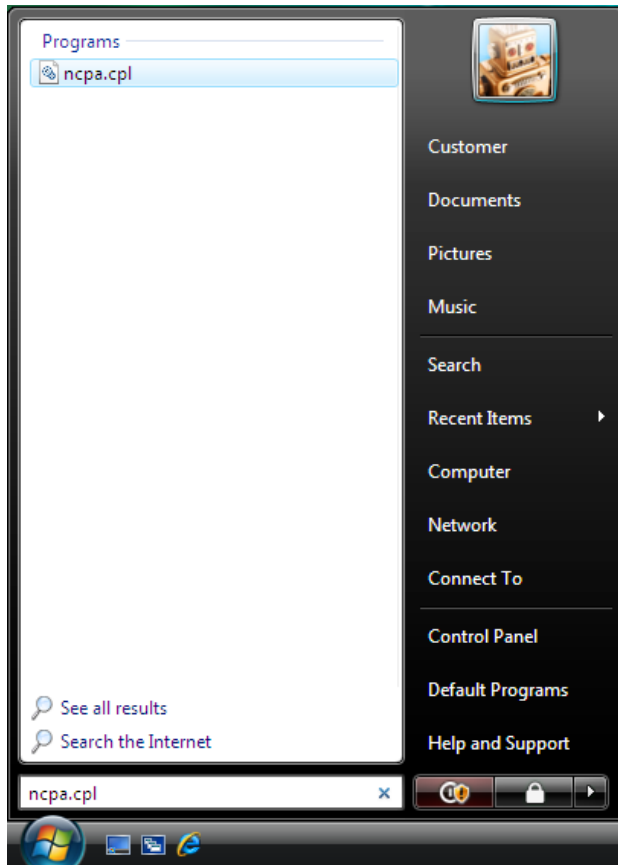 Programs
ncpa.cpl
See all results
Search the Internet
ncpa.cpl
Customer
Documents
Pictures
Music
Search
Recent Items
Computer
Network
Connect To
Control Panel
Default Programs
Help and Support